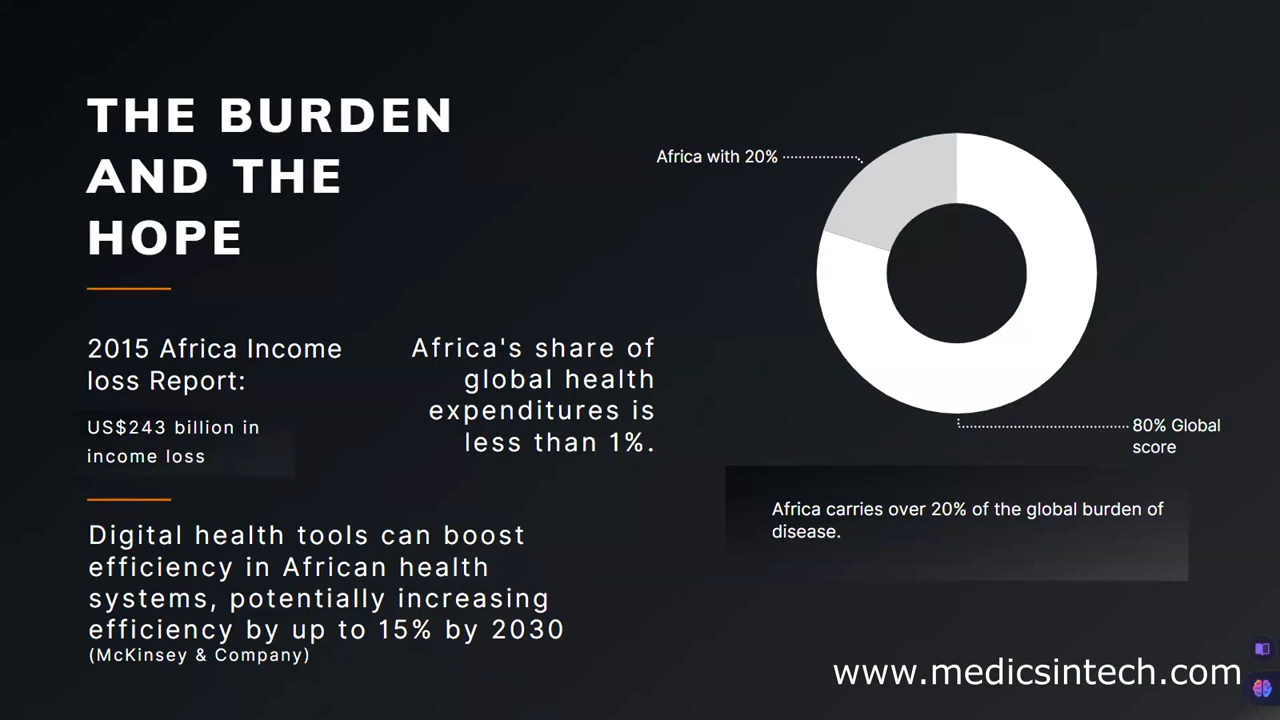 THE BURDEN
AND THE
HOPE
2015 Africa Income
loss Report:
US$243 billion in
income loss
Africa's share of
global health
expenditures is
less than 1%.
Digital health tools can boost
efficiency in African health
systems, potentially increasing
efficiency by up to 15% by 2030
(McKinsey & Company)
Africa with 20%
80% Global
score
Africa carries over 20% of the global burden of
disease.
www.medicsintech.com